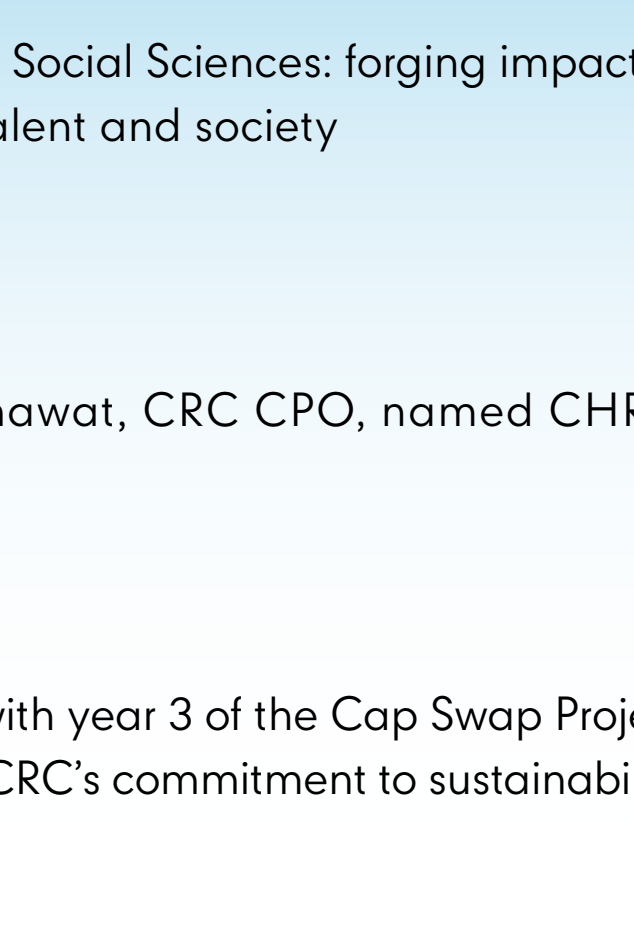 Social Sciences: forging impact
alent and society
nawat, CRC CPO, named CHR
with year 3 of the Cap Swap Proje
CRC’s commitment to sustainabi